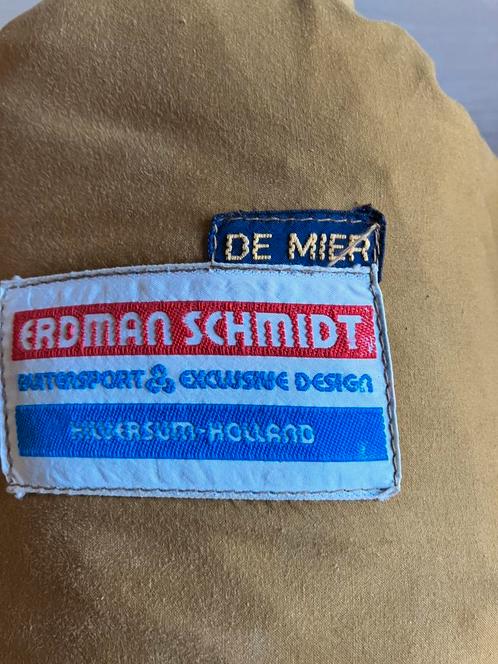 DE MIER
ERDMAN SCHMIDT
BUITENSPORT & EXCLUSIVE DESIGN
HILVERSUM-HOLLAND